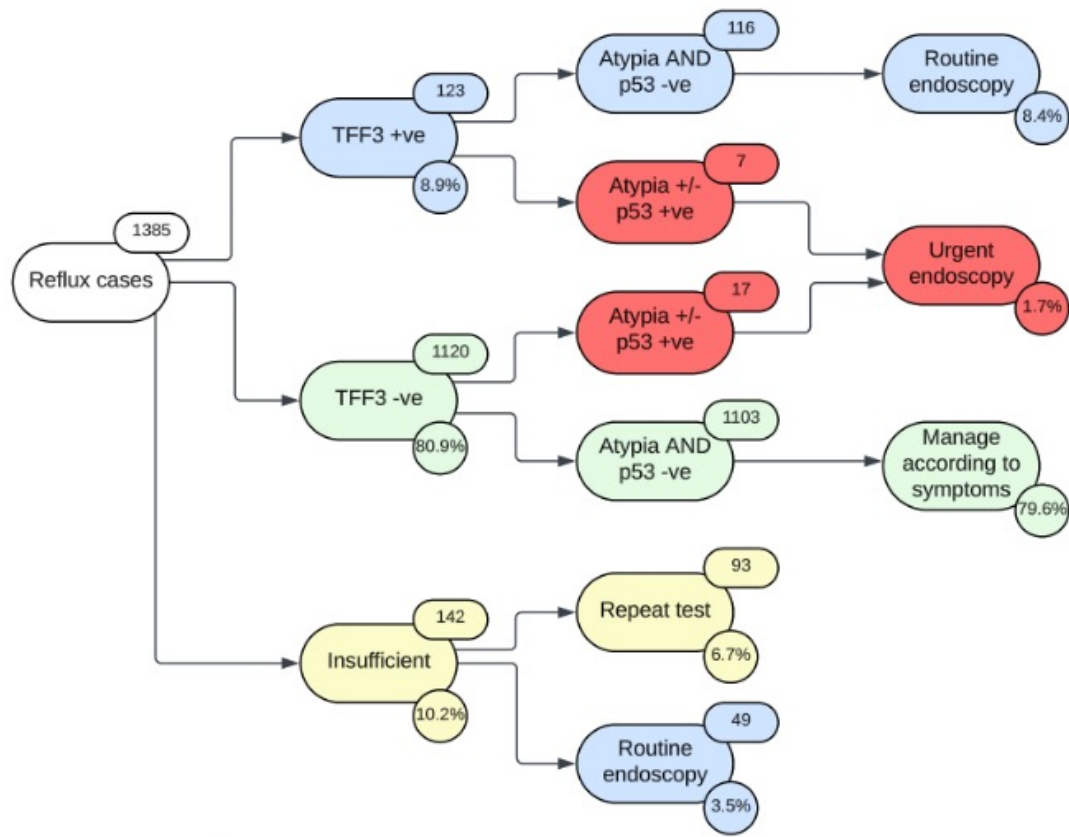 1385
Reflux cases
123
TFF3 +ve
8.9%
116
Atypia AND
p53 -ve
Routine
endoscopy
8.4%
7
Atypia +/-
p53 +ve
Urgent
endoscopy
1.7%
1120
TFF3 -ve
80.9%
17
Atypia +/-
p53 +ve
1103
Atypia AND
p53 -ve
Manage
according to
symptoms
79.6%
142
Insufficient
10.2%
93
Repeat test
6.7%
49
Routine
endoscopy
3.5%